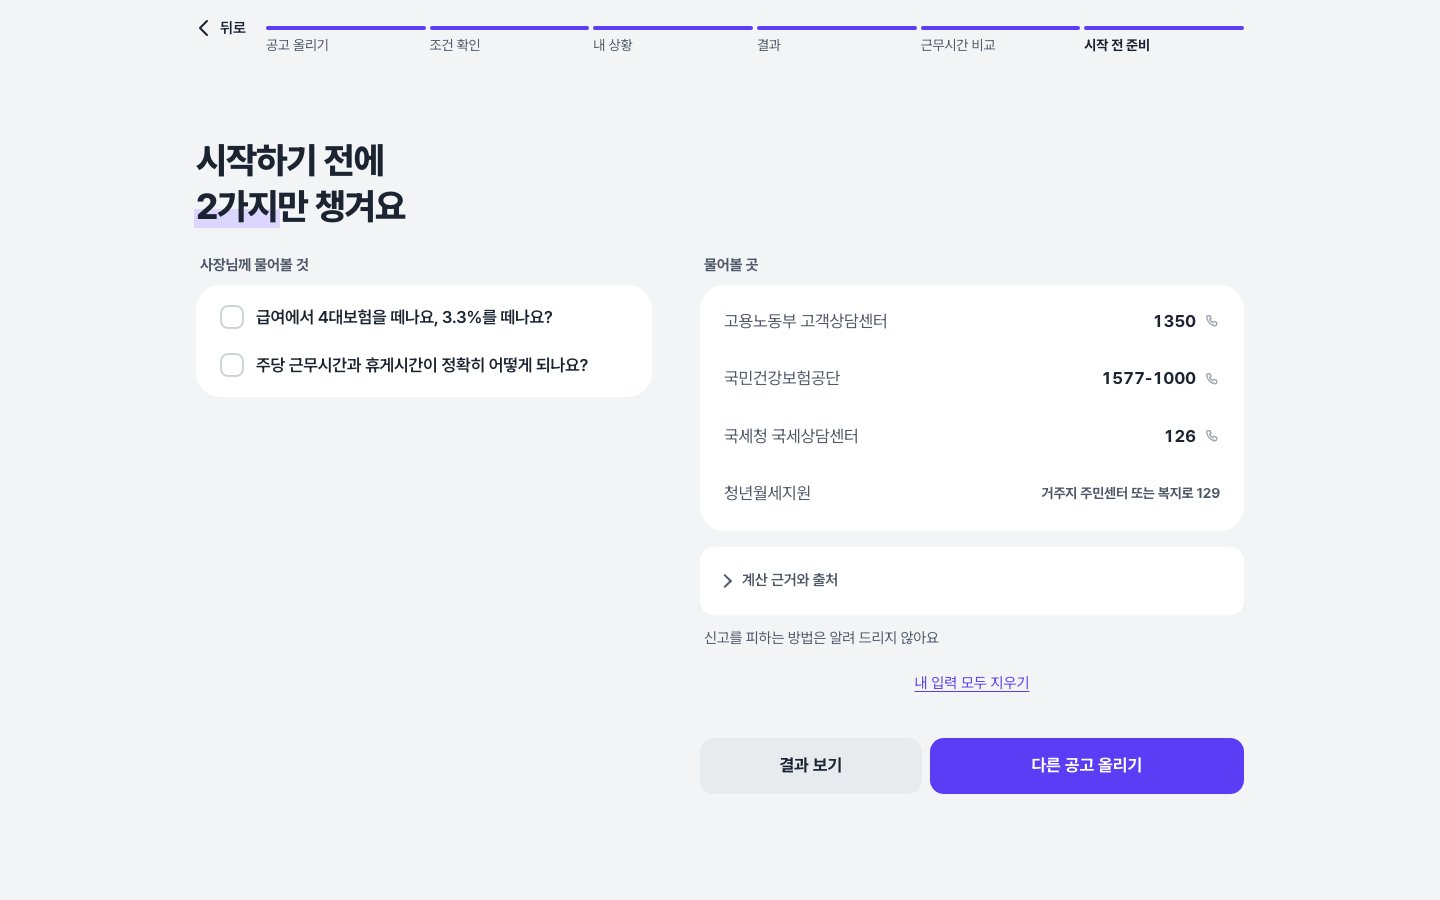 뒤로
공고 올리기
조건 확인
내 상황
결과
근무시간 비교
시작 전 준비
시작하기 전에
2가지만 챙겨요
사장님께 물어볼 것
급여에서 4대보험을 떼나요, 3.3%를 떼나요?
주당 근무시간과 휴게시간이 정확히 어떻게 되나요?
물어볼 곳
고용노동부 고객상담센터 1350
국민건강보험공단 1577-1000
국세청 국세상담센터 126
청년월세지원 거주지 주민센터 또는 복지로 129
계산 근거와 출처
신고를 피하는 방법은 알려 드리지 않아요
내 입력 모두 지우기
결과 보기
다른 공고 올리기